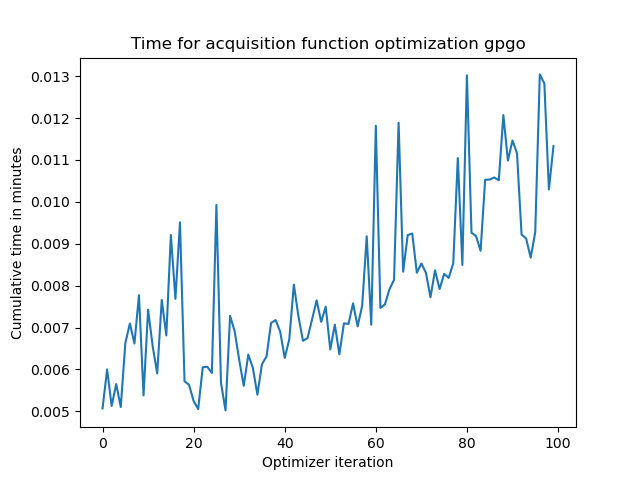 Time for acquisition function optimization gpgo
0.013
0.012
0.011
0.010
0.009
0.008
0.007
0.006
0.005
Cumulative time in minutes
0 20 40 60 80 100
Optimizer iteration